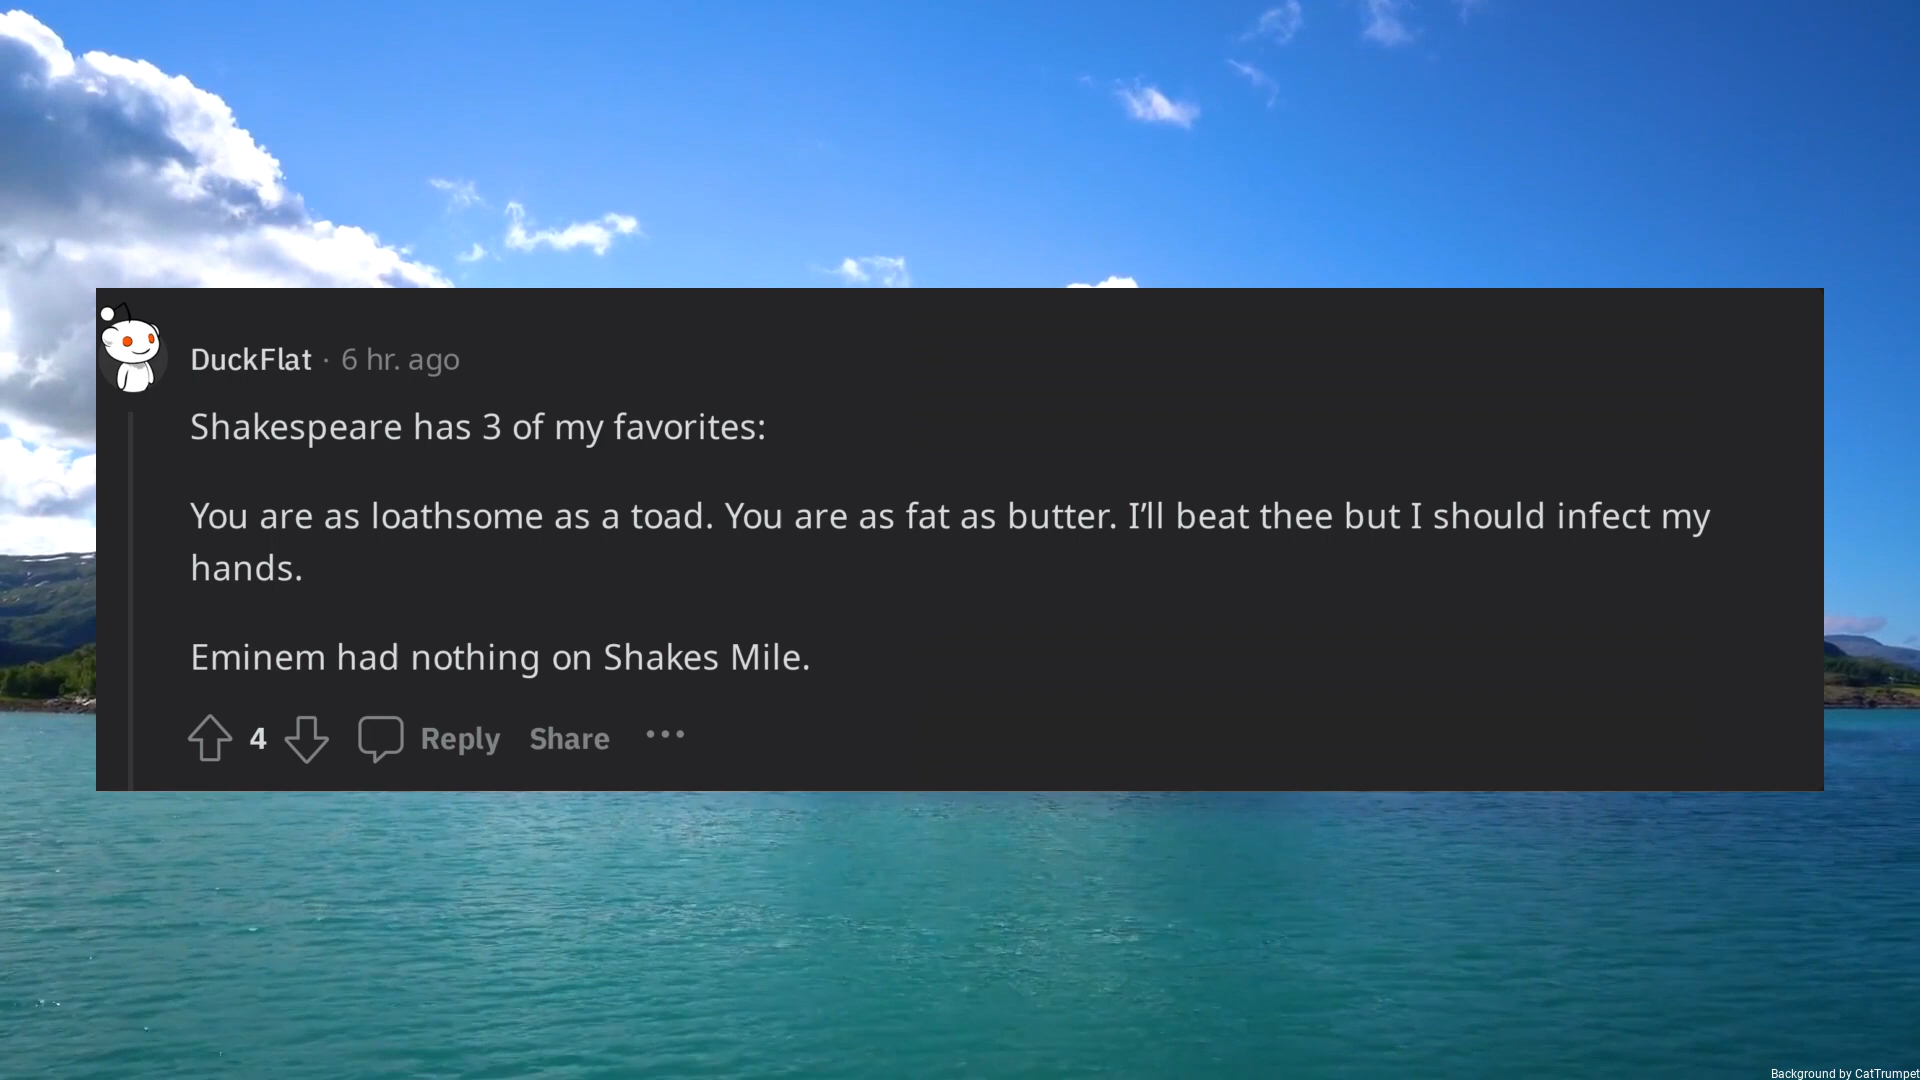 DuckFlat · 6 hr. ago
Shakespeare has 3 of my favorites:
You are as loathsome as a toad. You are as fat as butter. I’ll beat thee but I should infect my
hands.
Eminem had nothing on Shakes Mile.
4 Reply Share ···
Background by CatTrumpet